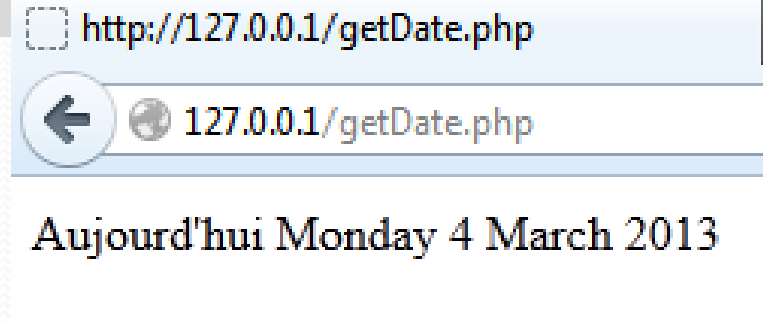 http://127.0.0.1/getDate.php
127.0.0.1/getDate.php
Aujourd'hui Monday 4 March 2013